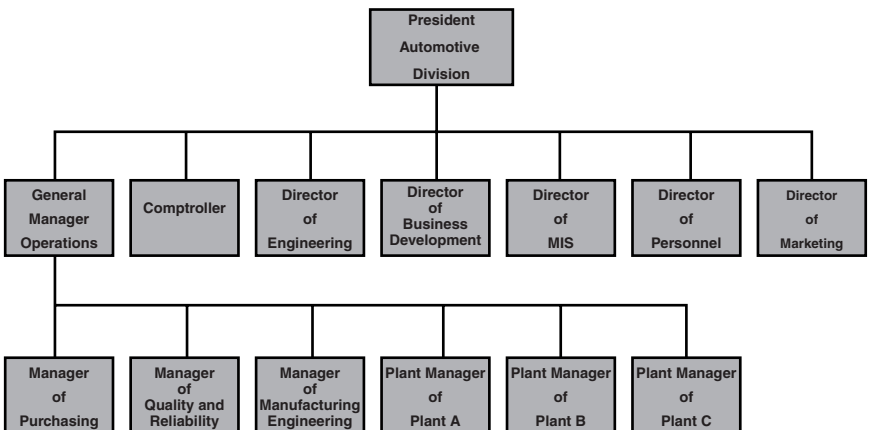 President
Automotive
Division
General
Manager
Operations
Comptroller
Director
of
Engineering
Director
of
Business
Development
Director
of
MIS
Director
of
Personnel
Director
of
Marketing
Manager
of
Purchasing
Manager
of
Quality and
Reliability
Manager
of
Manufacturing
Engineering
Plant Manager
of
Plant A
Plant Manager
of
Plant B
Plant Manager
of
Plant C